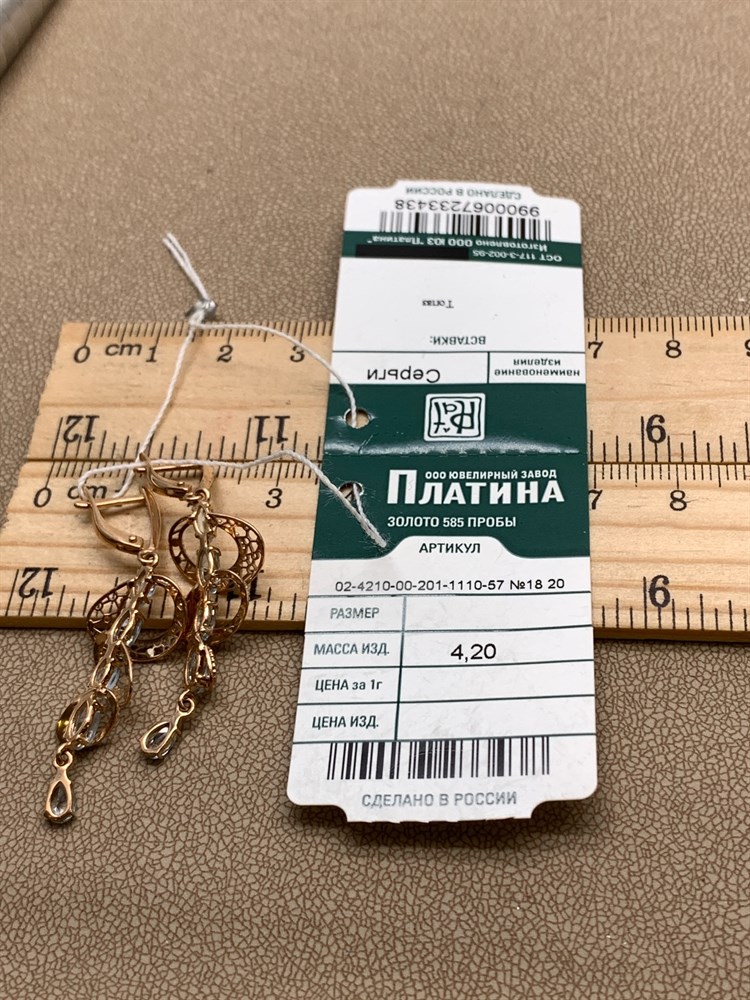 СДЕЛАНО В РОССИИ
9900067233438
Изготовлено ООО ЮЗ "Платина"
ОСТ 117-3-002-95
Топаз
ВСТАВКИ:
наименование изделия
Серьги
0 cm 1 2 3 7 8 9
12 11 6
Plat
ООО ЮВЕЛИРНЫЙ ЗАВОД
ПЛАТИНА
ЗОЛОТО 585 ПРОБЫ
АРТИКУЛ
02-4210-00-201-1110-57 №18 20
РАЗМЕР
МАССА ИЗД. 4,20
ЦЕНА за 1г
ЦЕНА ИЗД.
СДЕЛАНО В РОССИИ
0 cm 3 7 8
12 6